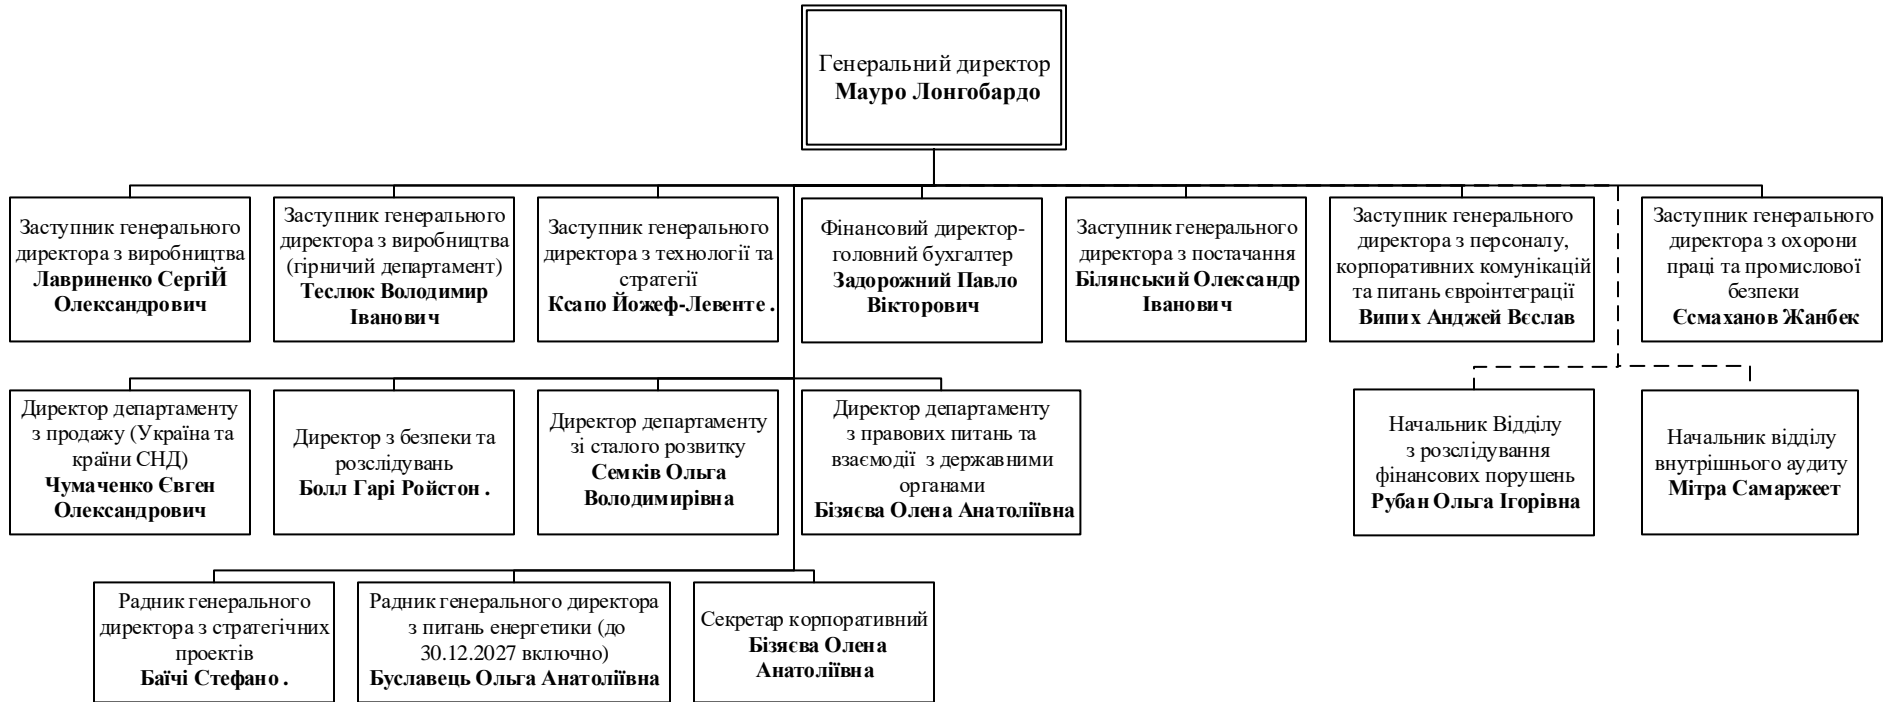 Генеральний директор
Мауро Лонгобардо
Заступник генерального
директора з виробництва
Лавриненко СергіЙ
Олександрович
Заступник генерального
директора з виробництва
(гірничий департамент)
Теслюк Володимир
Іванович
Заступник генерального
директора з технології та
стратегії
Ксапо Йожеф-Левенте .
Фінансовий директор-
головний бухгалтер
Задорожний Павло
Вікторович
Заступник генерального
директора з постачання
Білянський Олександр
Іванович
Заступник генерального
директора з персоналу,
корпоративних комунікацій
та питань євроінтеграції
Випих Анджей Вєслав
Заступник генерального
директора з охорони
праці та промислової
безпеки
Єсмаханов Жанбек
Директор департаменту
з продажу (Україна та
країни СНД)
Чумаченко Євген
Олександрович
Директор з безпеки та
розслідувань
Болл Гарі Ройстон .
Директор департаменту
зі сталого розвитку
Семків Ольга
Володимирівна
Директор департаменту
з правових питань та
взаємодії з державними
органами
Бізяєва Олена Анатоліївна
Начальник Відділу
з розслідування
фінансових порушень
Рубан Ольга Ігорівна
Начальник відділу
внутрішнього аудиту
Мітра Самаржеет
Радник генерального
директора з стратегічних
проектів
Баїчі Стефано .
Радник генерального директора
з питань енергетики (до
30.12.2027 включно)
Буславець Ольга Анатоліївна
Секретар корпоративний
Бізяєва Олена
Анатоліївна